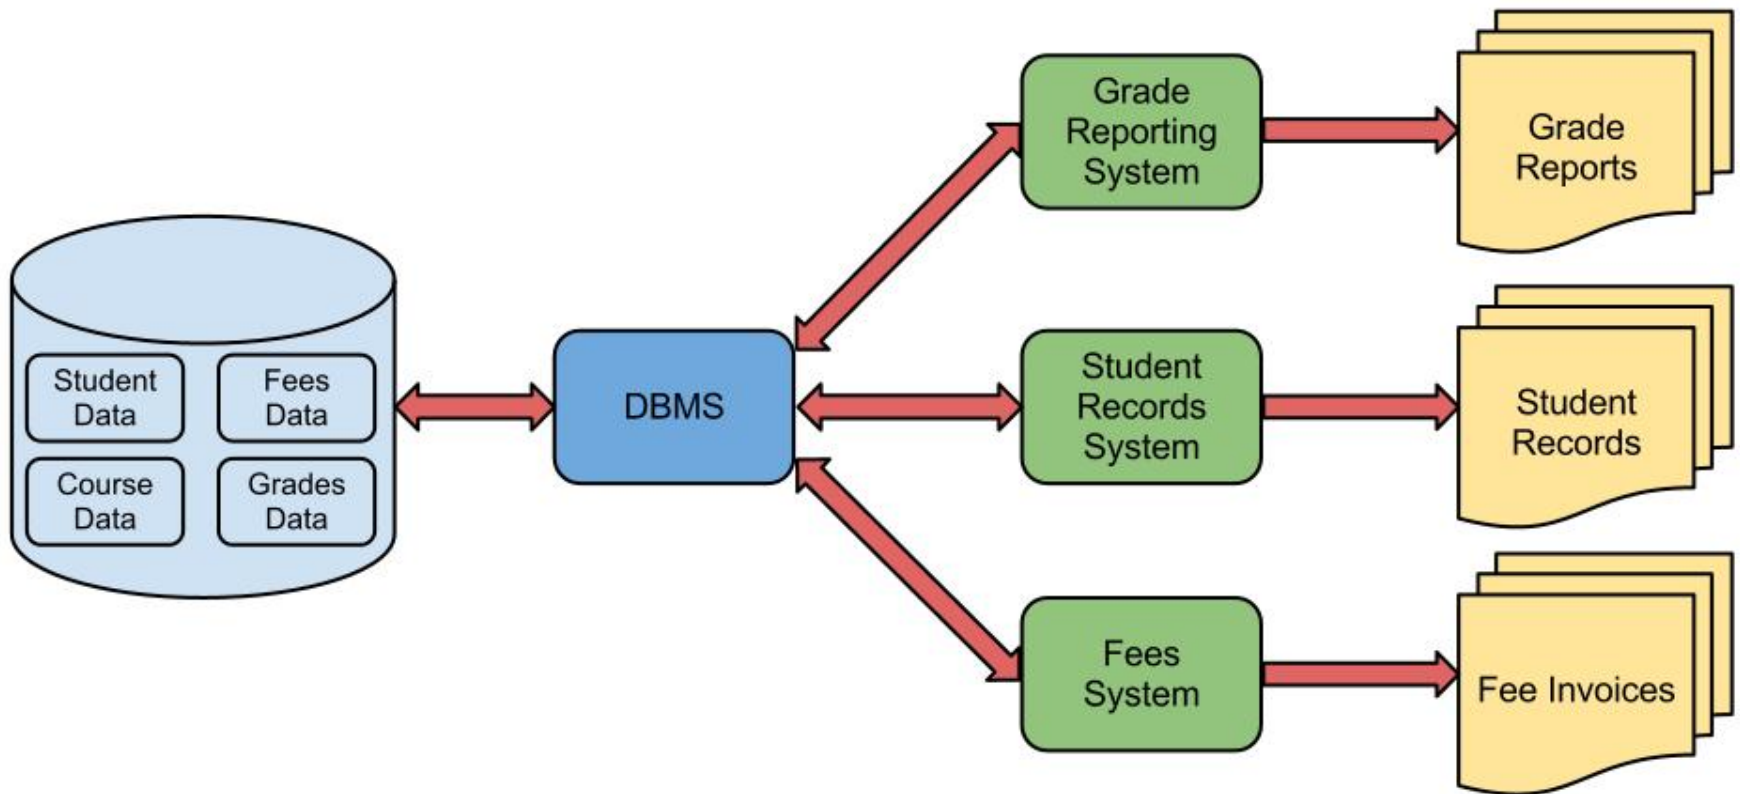 Student
Data
Fees
Data
Course
Data
Grades
Data
DBMS
Grade
Reporting
System
Student
Records
System
Fees
System
Grade
Reports
Student
Records
Fee Invoices